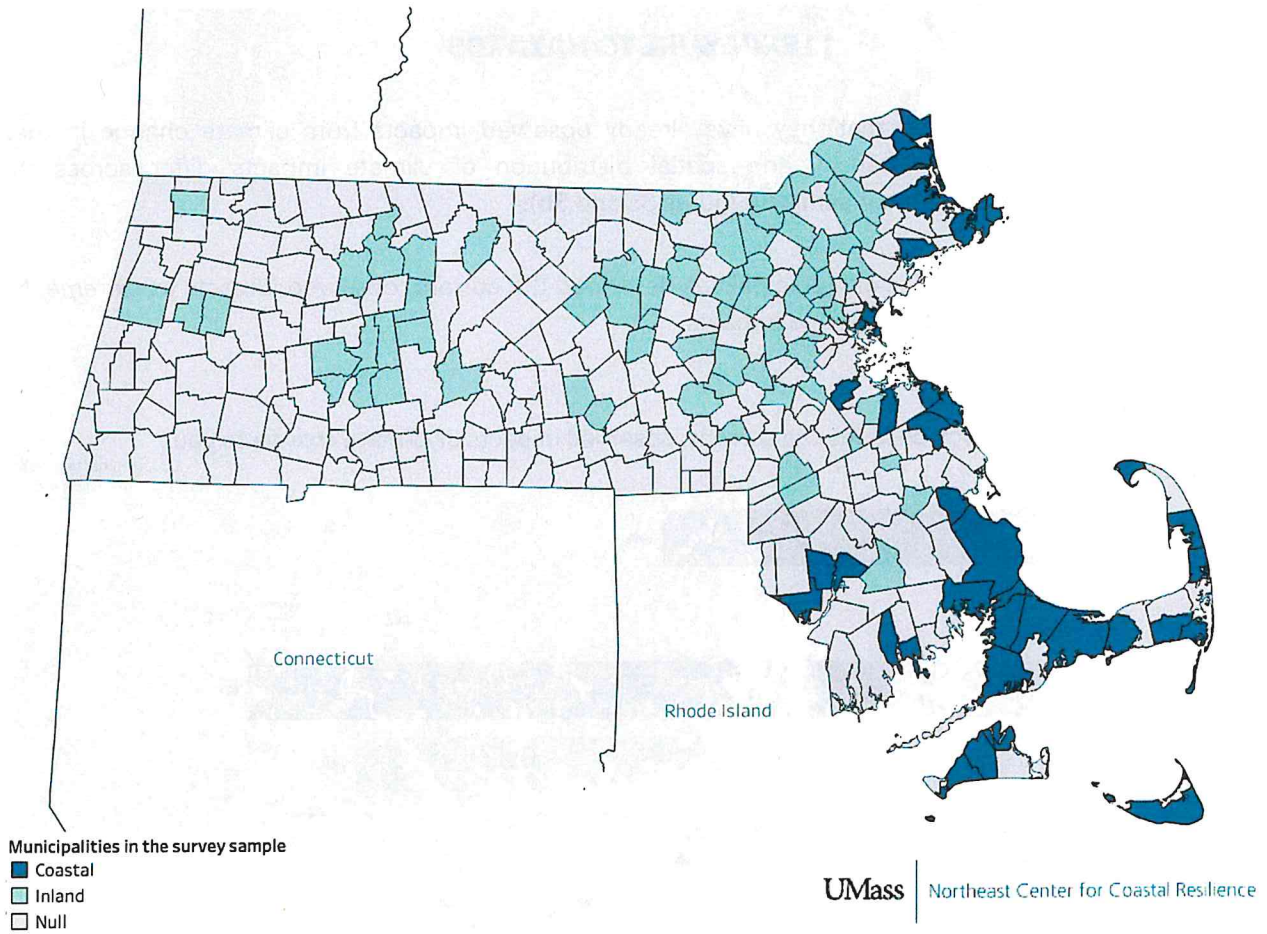 Connecticut
Rhode Island
Municipalities in the survey sample
Coastal
Inland
Null
UMass
Northeast Center for Coastal Resilience